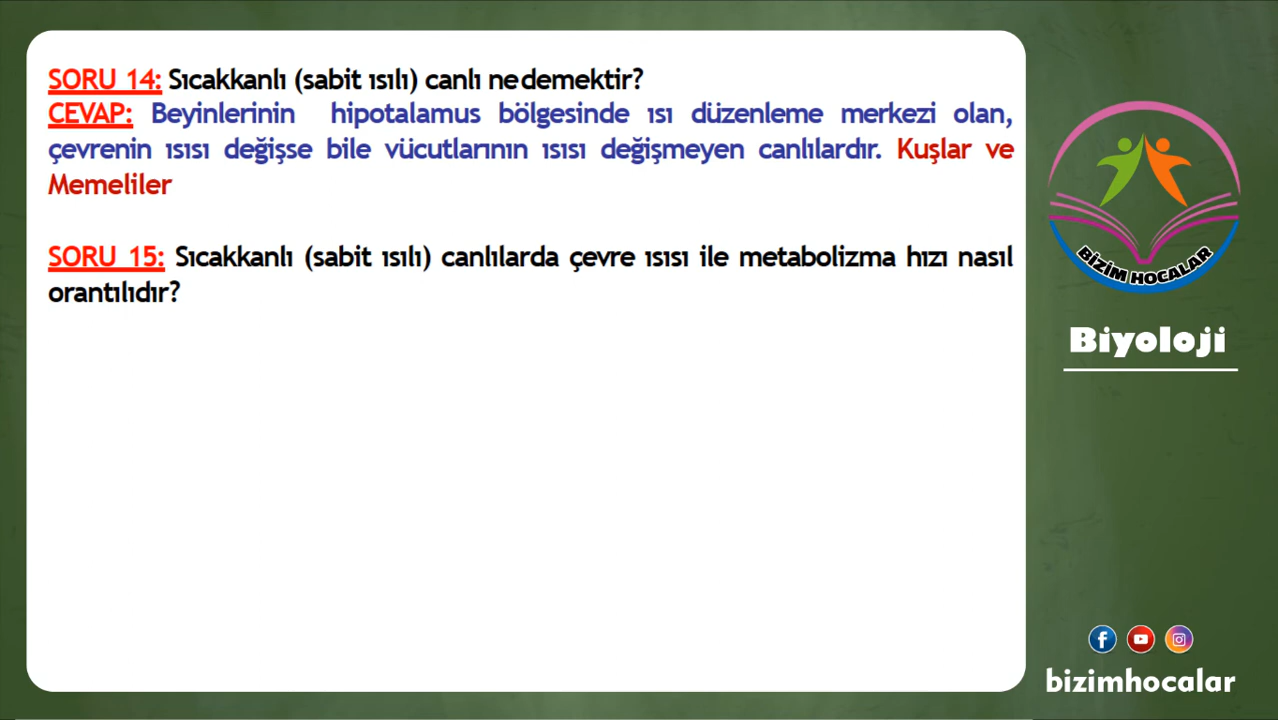 SORU 14: Sıcakkanlı (sabit ısılı) canlı ne demektir?
CEVAP: Beyinlerinin hipotalamus bölgesinde ısı düzenleme merkezi olan,
çevrenin ısısı değişse bile vücutlarının ısısı değişmeyen canlılardır. Kuşlar ve
Memeliler
SORU 15: Sıcakkanlı (sabit ısılı) canlılarda çevre ısısı ile metabolizma hızı nasıl
orantılıdır?
BİZİM HOCALAR
Biyoloji
bizimhocalar